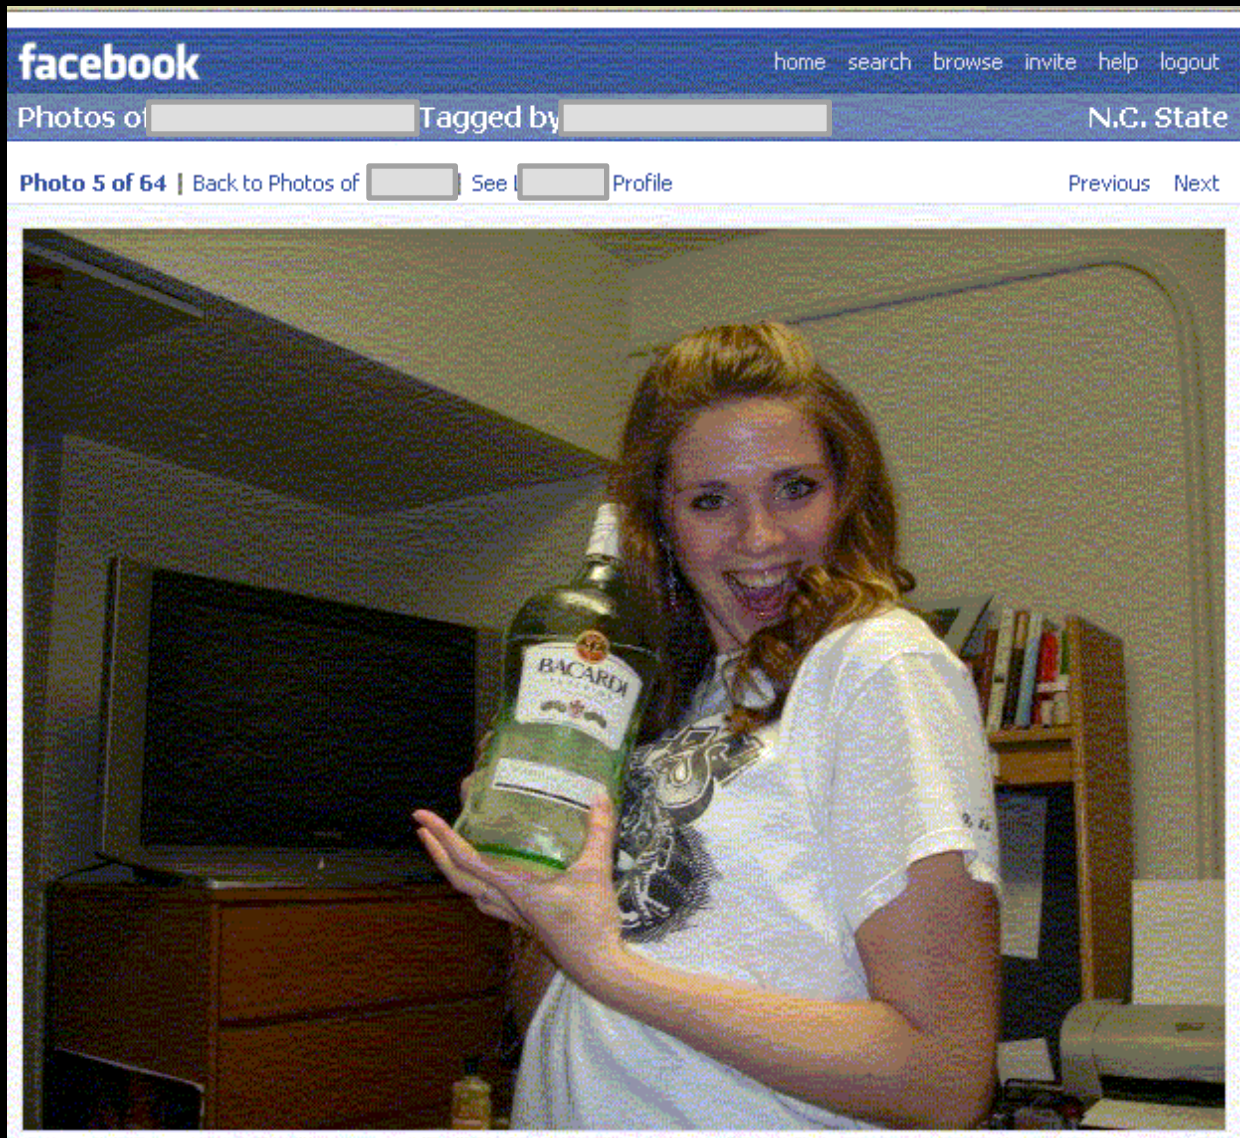 facebook
home search browse invite help logout
Photos of Tagged by N.C. State
Photo 5 of 64 | Back to Photos of | See Profile
Previous Next
BACARDI